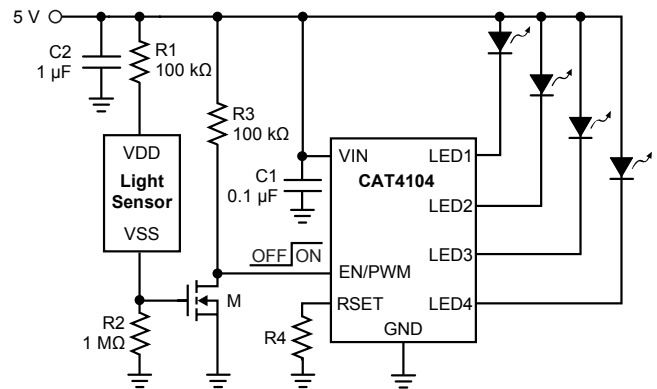 5 V
C2
1 µF
R1
100 kΩ
R3
100 kΩ
VDD
Light
Sensor
VSS
C1
0.1 µF
VIN
CAT4104
LED1
LED2
LED3
LED4
OFF ON
EN/PWM
RSET
GND
M
R2
1 MΩ
R4